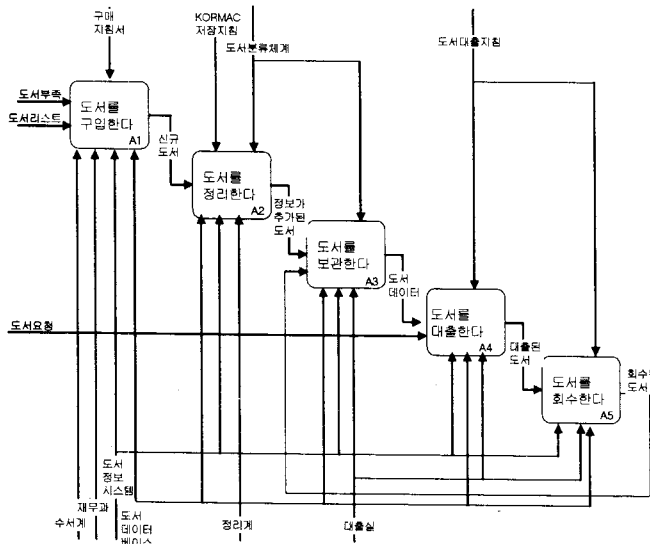 구매
지침서
KORMAC
저장지침
도서분류체계
도서대출지침
도서부족
도서리스트
도서를
구입한다
A1
신규
도서
도서를
정리한다
A2
정보가
추가된
도서
도서를
보관한다
A3
도서
데이터
도서요청
도서를
대출한다
A4
대출된
도서
도서를
회수한다
A5
도서
도서
정보
시스템
재무과
수서계
도서
데이터
베이스
정리계
대출실